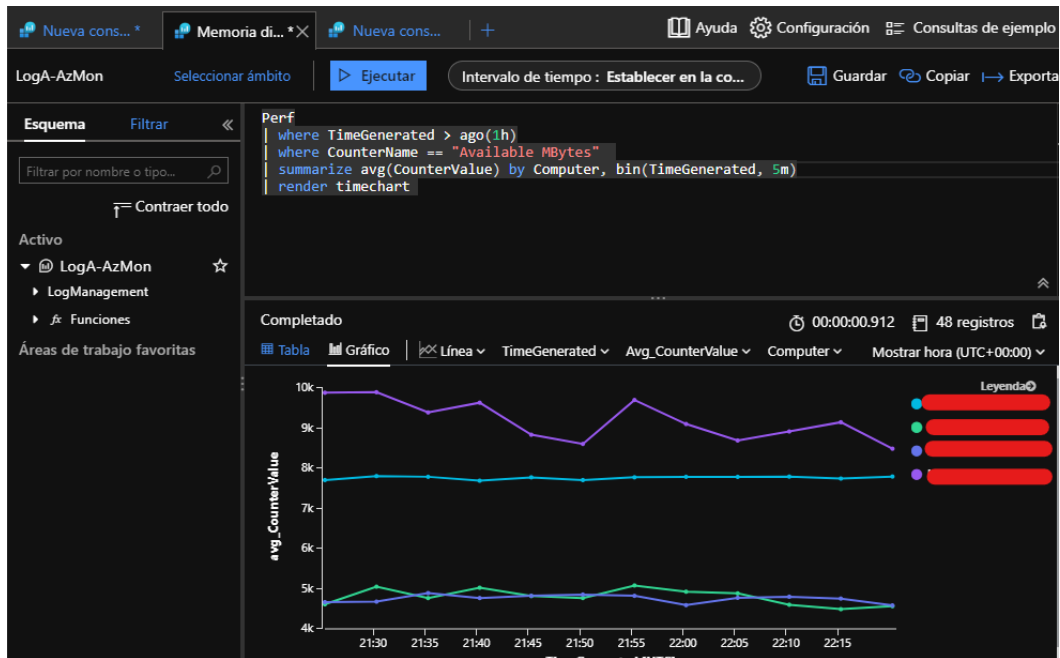 Nueva cons... *
Memoria di... *
Nueva cons...
Ayuda
Configuración
Consultas de ejemplo
LogA-AzMon
Seleccionar ámbito
Ejecutar
Intervalo de tiempo : Establecer en la co...
Guardar
Copiar
Exporta
Esquema
Filtrar
Filtrar por nombre o tipo...
Contraer todo
Activo
LogA-AzMon
LogManagement
fx Funciones
Áreas de trabajo favoritas
Perf
| where TimeGenerated > ago(1h)
| where CounterName == "Available MBytes"
| summarize avg(CounterValue) by Computer, bin(TimeGenerated, 5m)
| render timechart
Completado
00:00:00.912
48 registros
Tabla
Gráfico
Línea
TimeGenerated
Avg_CounterValue
Computer
Mostrar hora (UTC+00:00)
Leyenda
avg_CounterValue
10k
9k
8k
7k
6k
5k
4k
21:30 21:35 21:40 21:45 21:50 21:55 22:00 22:05 22:10 22:15